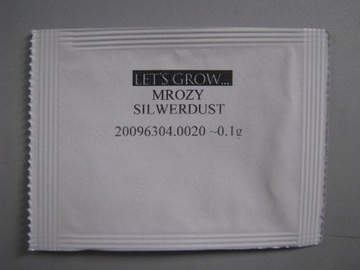 LET'S GROW...
MROZY
SILWERDUST
20096304.0020 ~0.1g